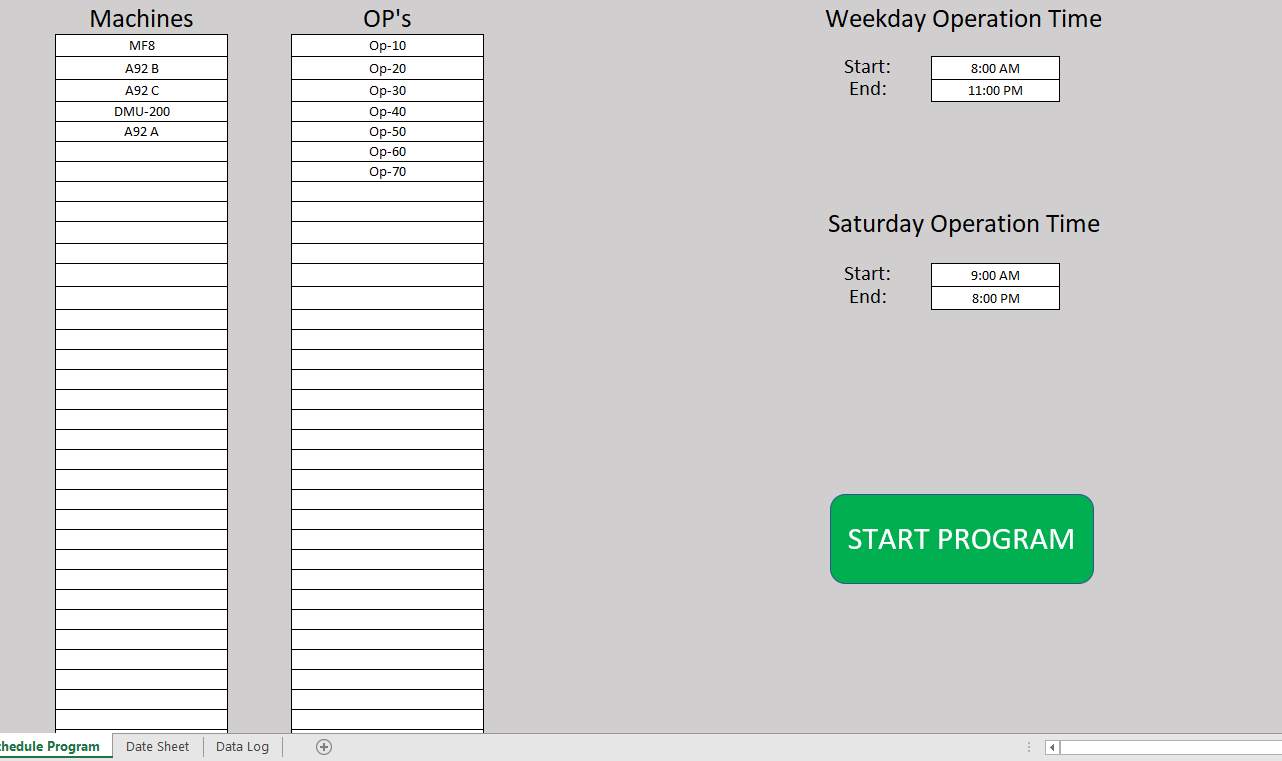 Machines OP's Weekday Operation Time
MF8 Op-10
A92 B Op-20 Start: 8:00 AM
A92 C Op-30 End: 11:00 PM
DMU-200 Op-40
A92 A Op-50
Op-60
Op-70
Saturday Operation Time
Start: 9:00 AM
End: 8:00 PM
START PROGRAM
hedule Program Date Sheet Data Log